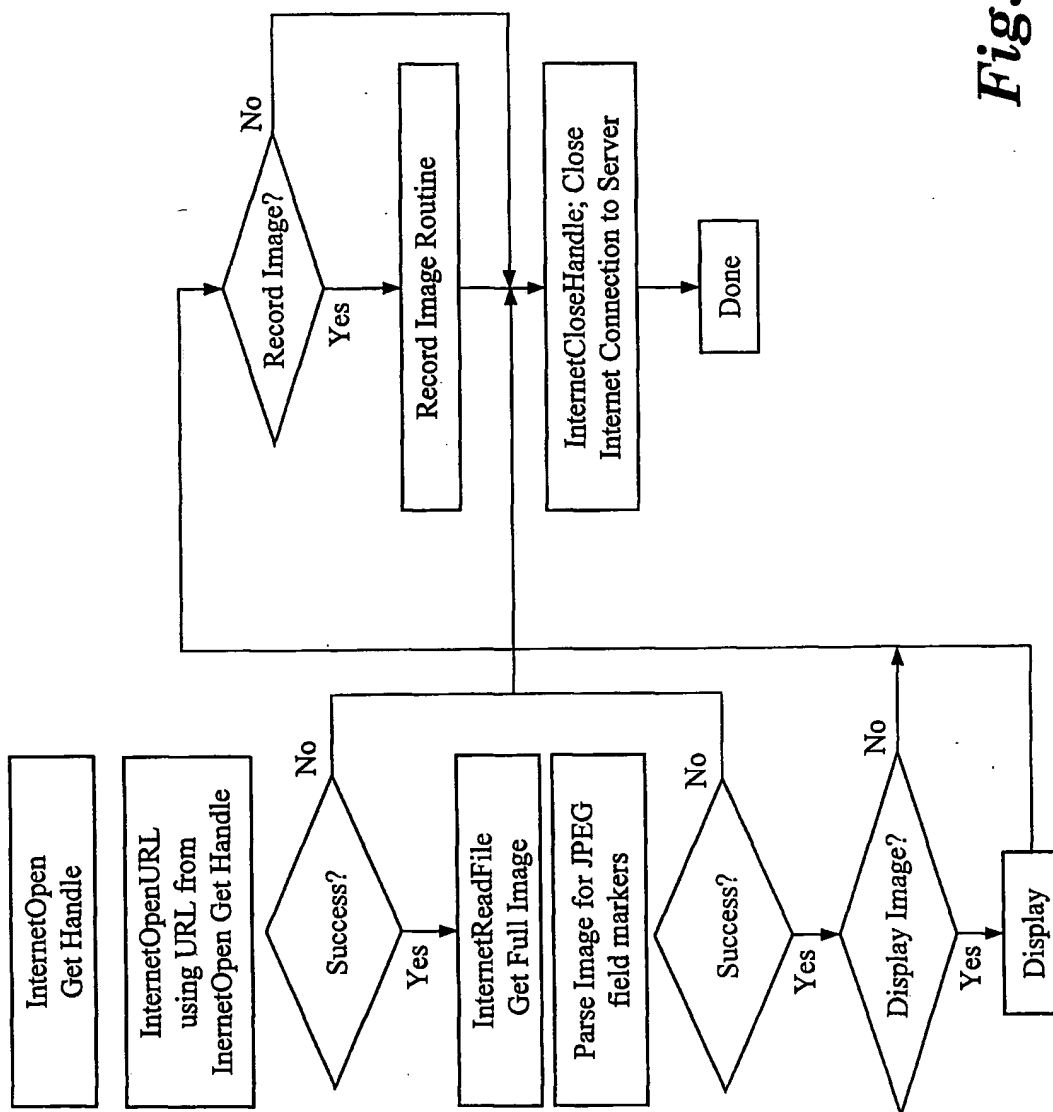 InternetOpen
Get Handle
InternetOpenURL
using URL from
InernetOpen Get Handle
Success?
No
Yes
InternetReadFile
Get Full Image
Parse Image for JPEG
field markers
Success?
No
Yes
Display Image?
No
Yes
Display
Record Image?
No
Yes
Record Image Routine
InternetCloseHandle; Close
Internet Connection to Server
Done
Fig.